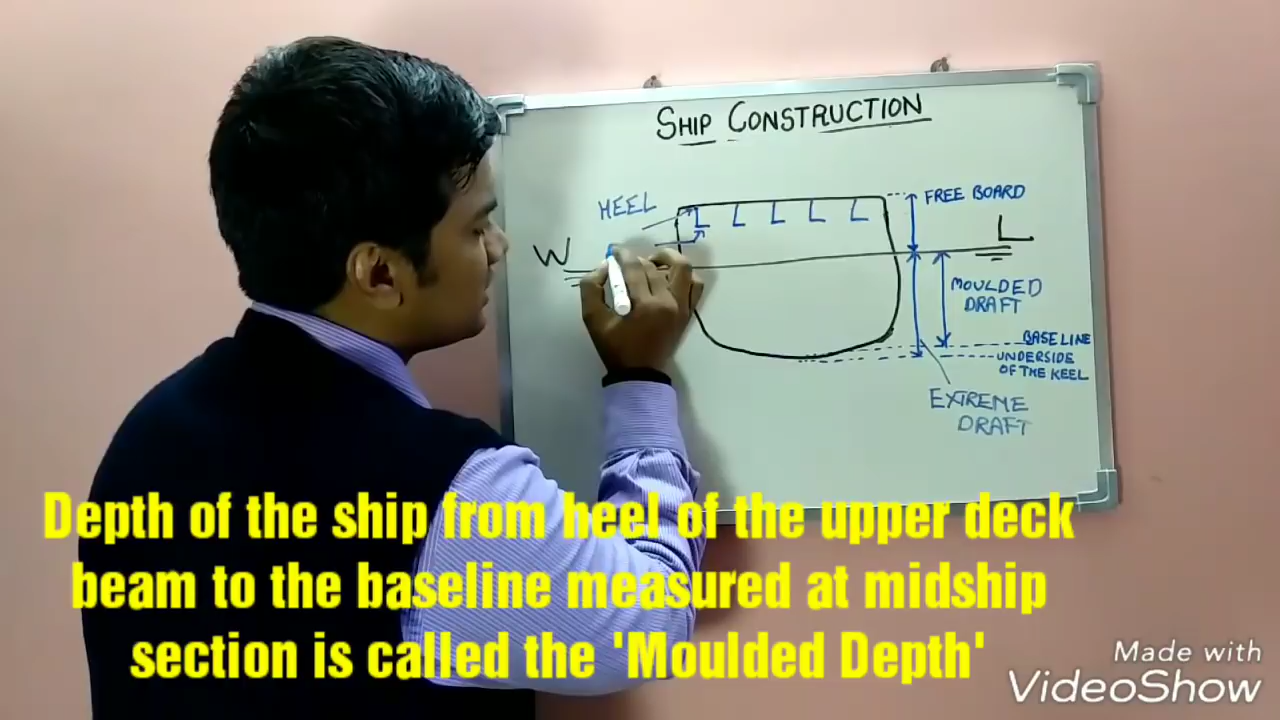 SHIP CONSTRUCTION
HEEL
FREE BOARD
W
L
MOULDED
DRAFT
BASE LINE
UNDERSIDE
OF THE KEEL
EXTREME
DRAFT
Depth of the ship from heel of the upper deck
beam to the baseline measured at midship
section is called the 'Moulded Depth'
Made with
VideoShow